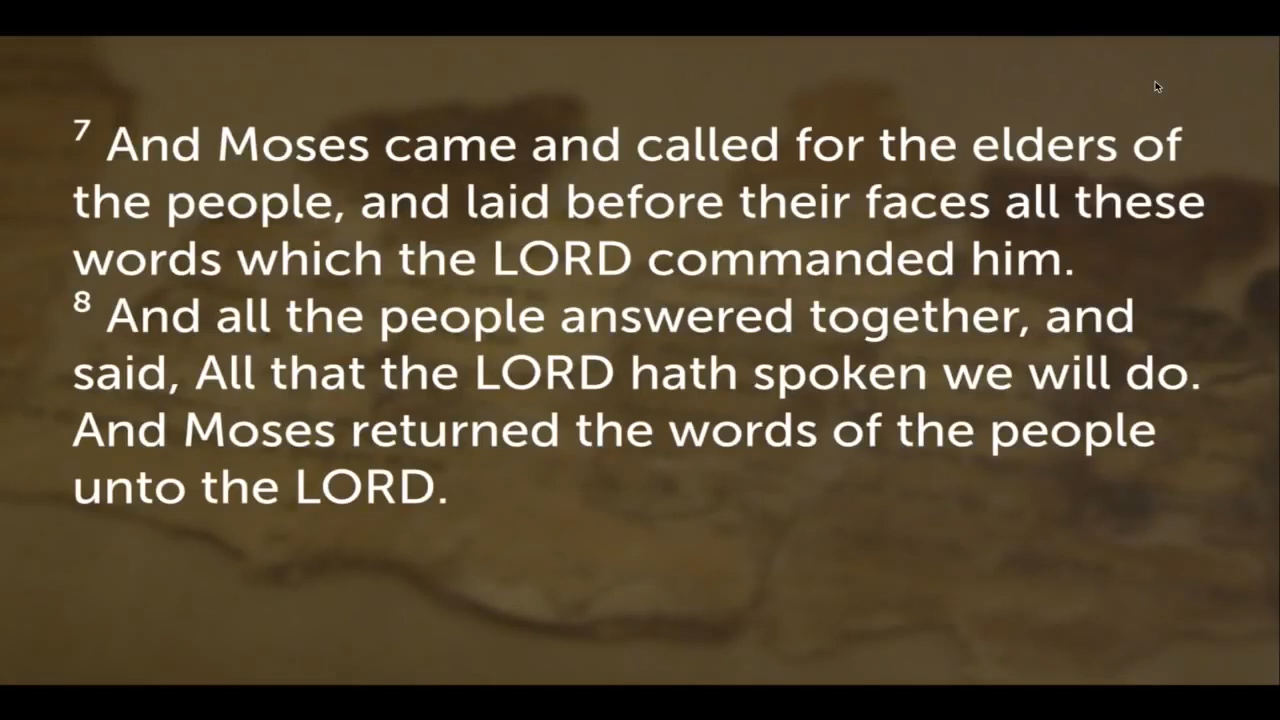 7 And Moses came and called for the elders of
the people, and laid before their faces all these
words which the LORD commanded him.
8 And all the people answered together, and
said, All that the LORD hath spoken we will do.
And Moses returned the words of the people
unto the LORD.